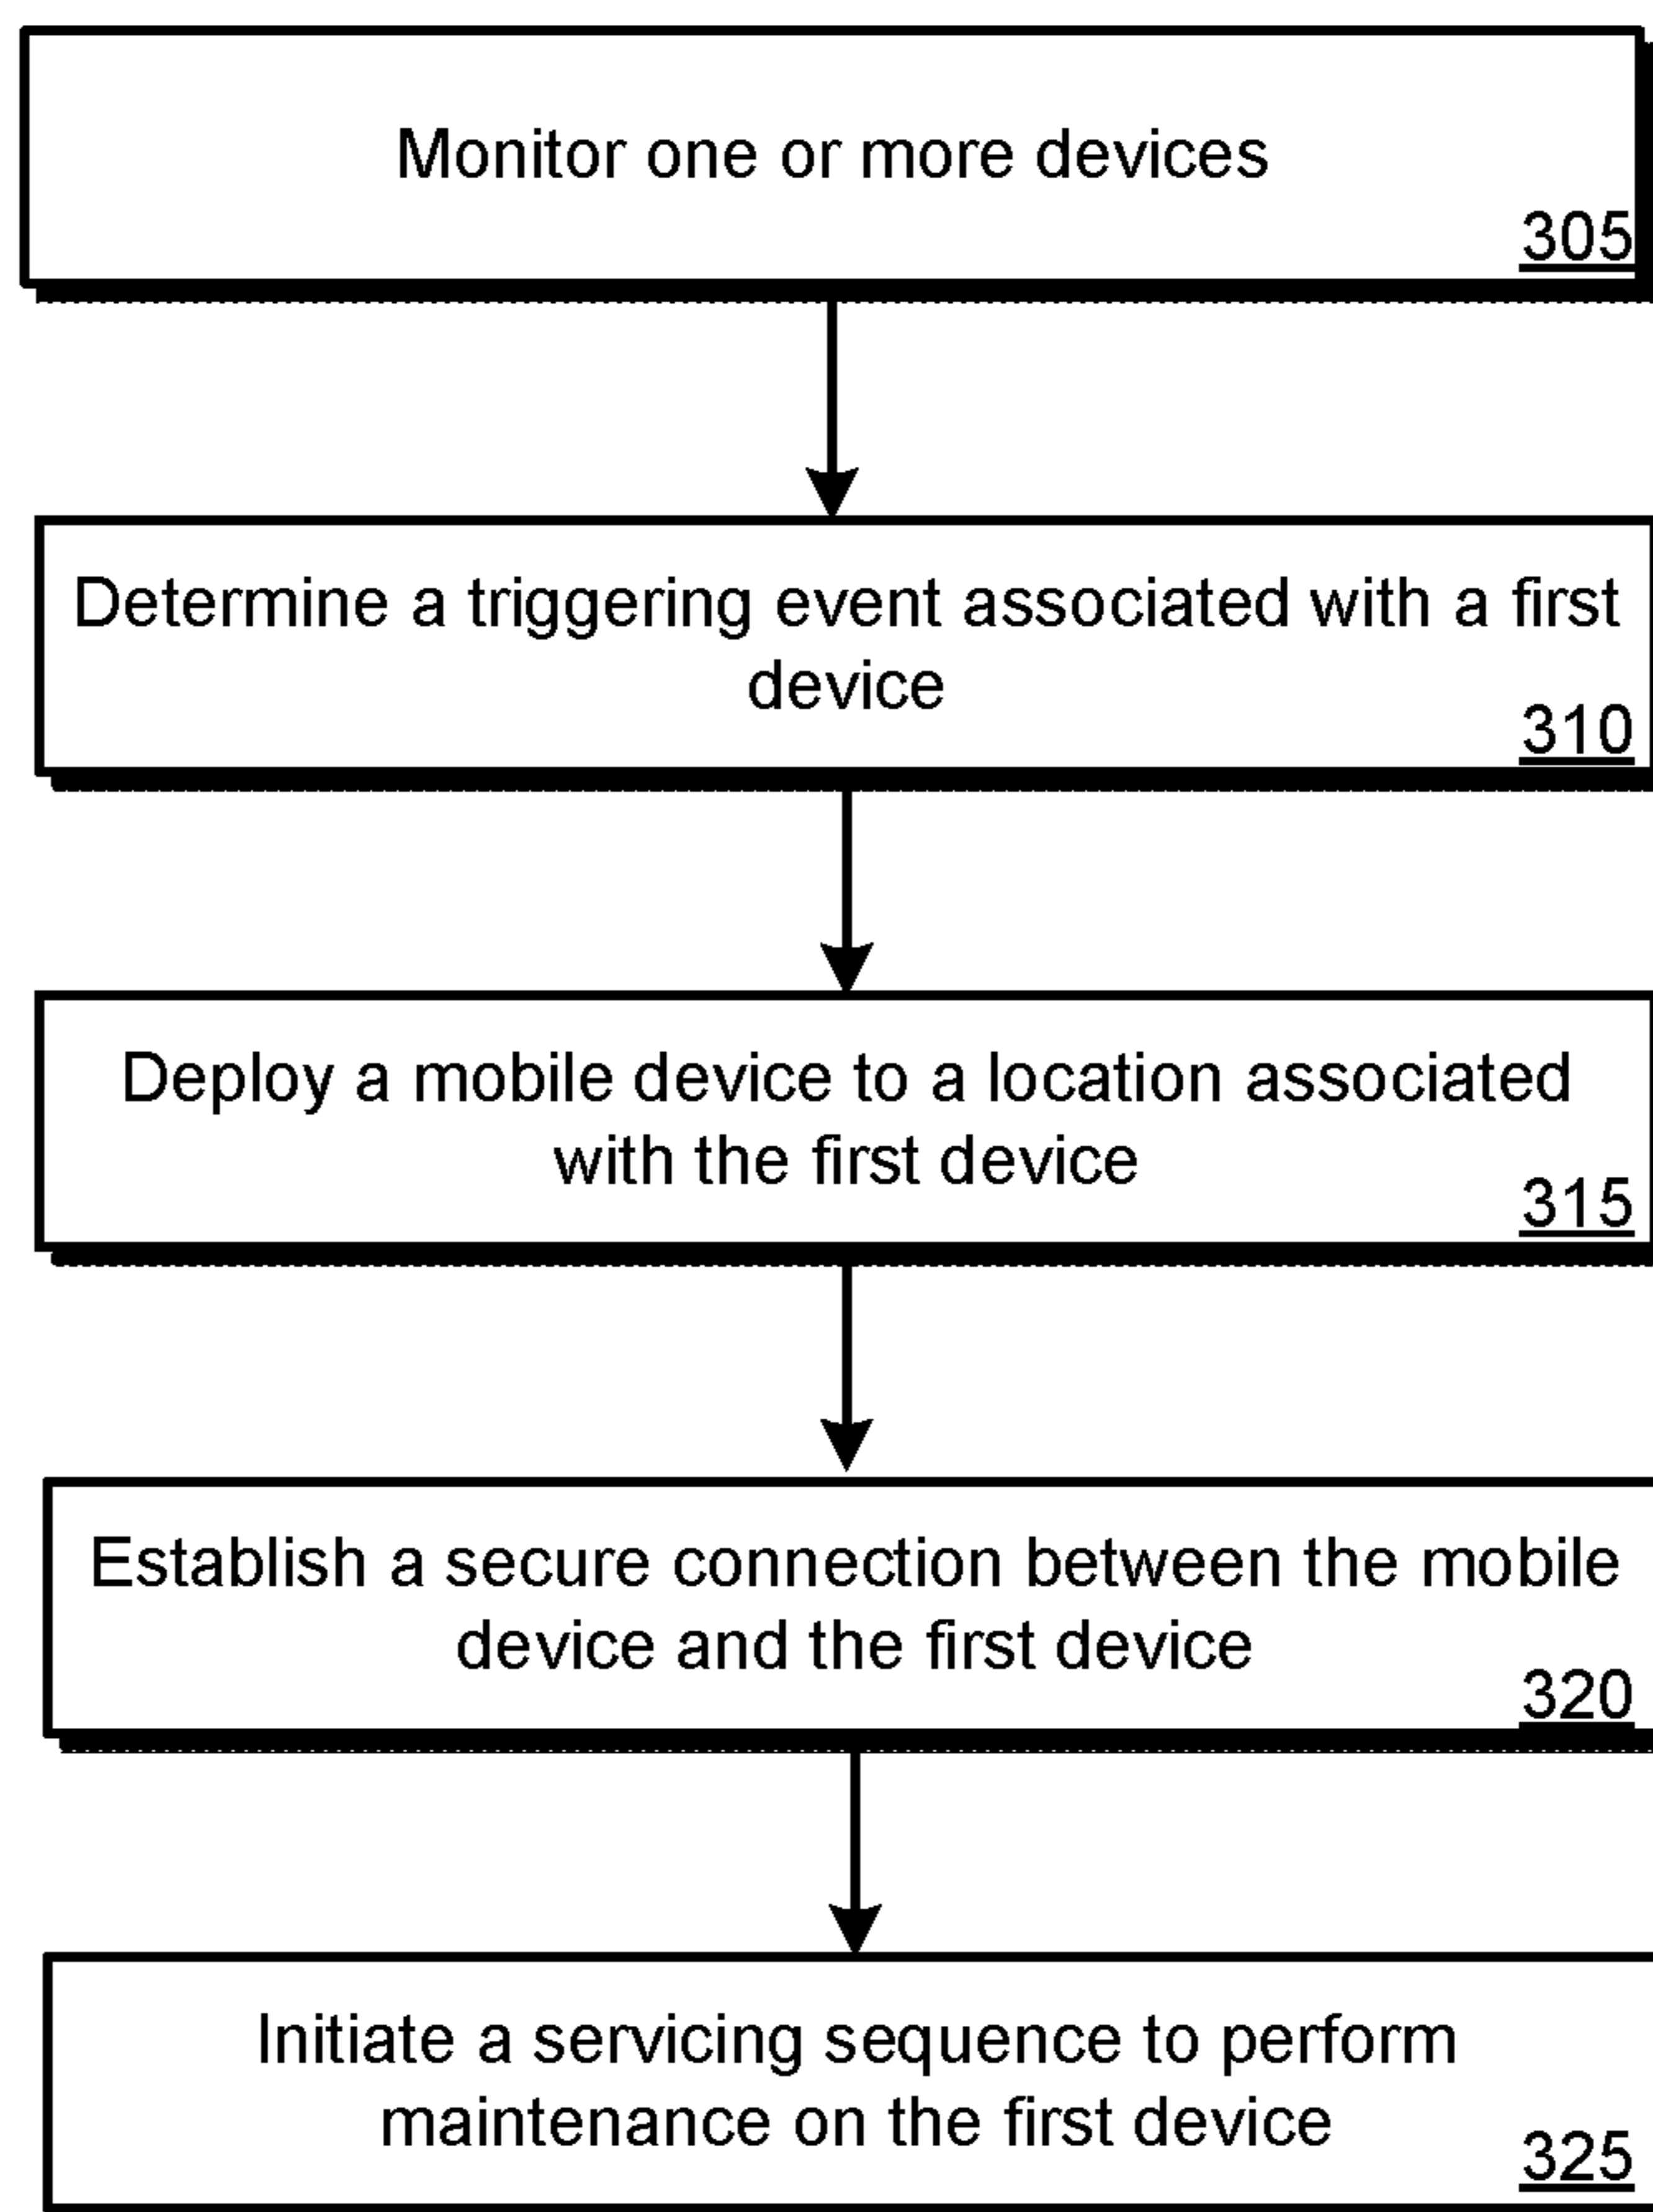 Monitor one or more devices
305
Determine a triggering event associated with a first
device
310
Deploy a mobile device to a location associated
with the first device
315
Establish a secure connection between the mobile
device and the first device
320
Initiate a servicing sequence to perform
maintenance on the first device
325